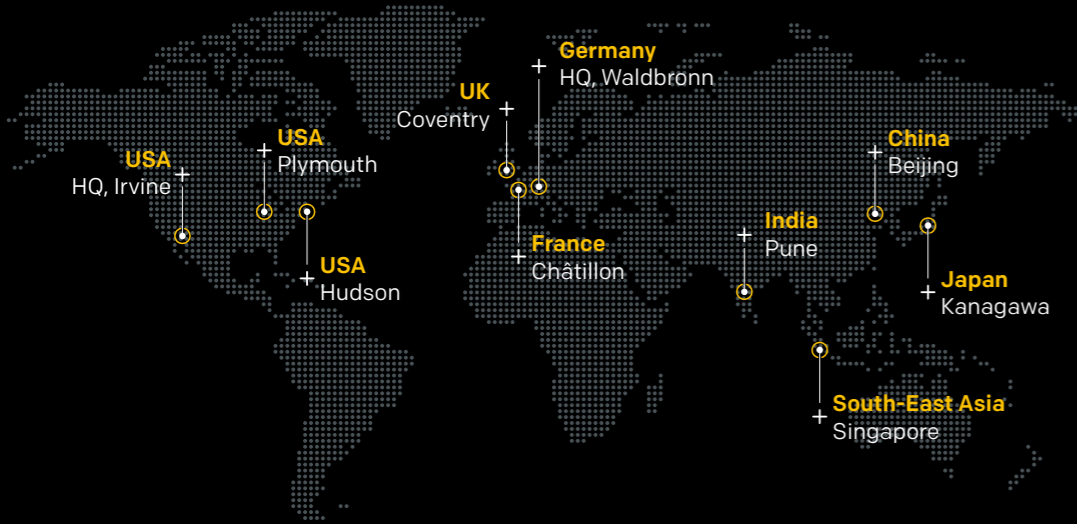 Germany
HQ, Waldbronn
UK
Coventry
USA
Plymouth
USA
HQ, Irvine
China
Beijing
India
Pune
France
Châtillon
USA
Hudson
Japan
Kanagawa
South-East Asia
Singapore